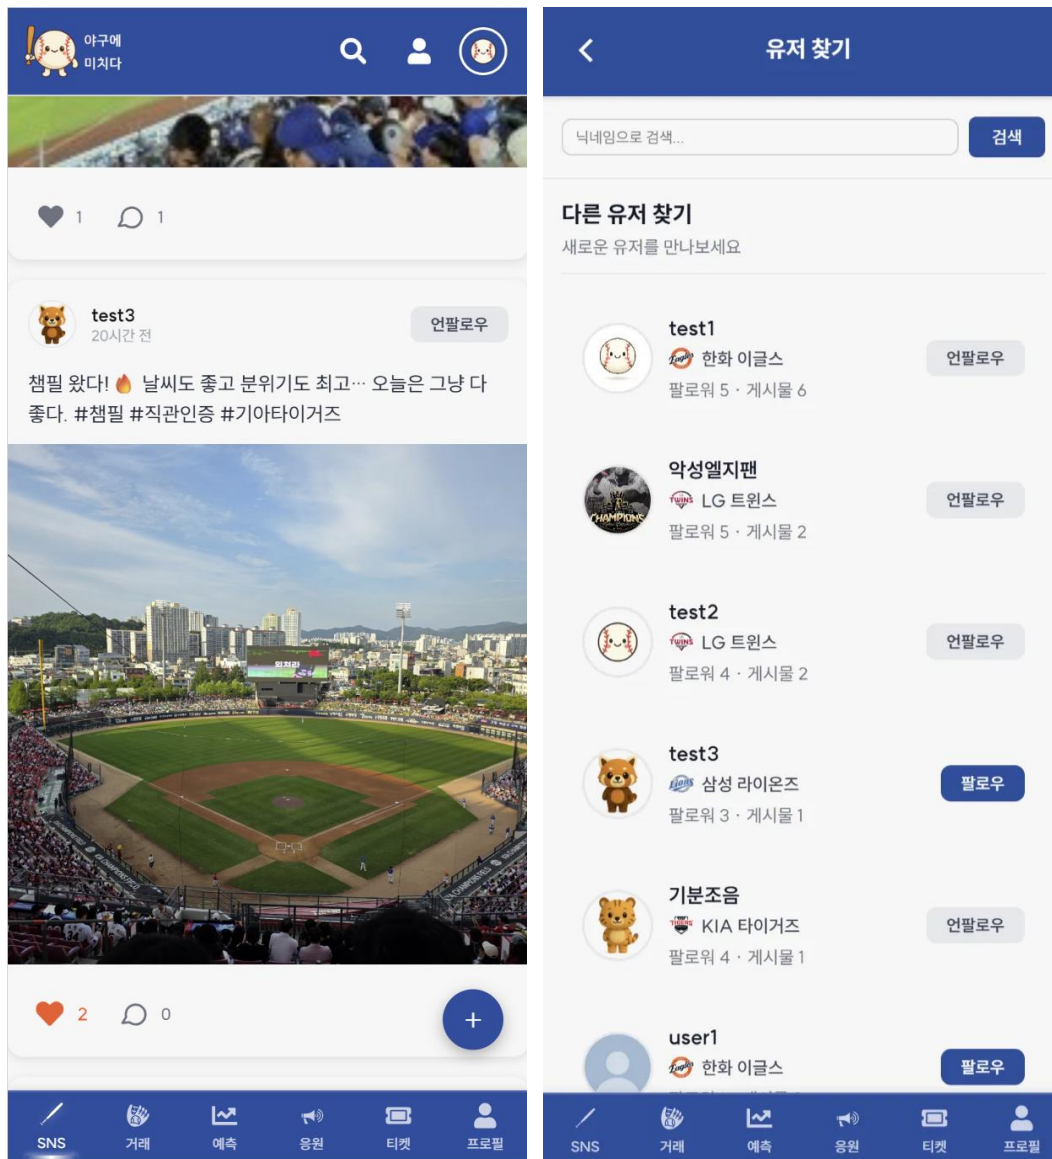 야구에
미치다
1
1
test3
20시간 전
언팔로우
챔필 왔다! 🔥 날씨도 좋고 분위기도 최고… 오늘은 그냥 다
좋다. #챔필 #직관인증 #기아타이거즈
2
0
+
SNS
거래
예측
응원
티켓
프로필
유저 찾기
닉네임으로 검색...
검색
다른 유저 찾기
새로운 유저를 만나보세요
test1
Eagles 한화 이글스
팔로워 5 · 게시물 6
언팔로우
CHAMPIONS
악성엘지팬
TWINS LG 트윈스
팔로워 5 · 게시물 2
언팔로우
test2
TWINS LG 트윈스
팔로워 4 · 게시물 2
언팔로우
test3
Lions 삼성 라이온즈
팔로워 3 · 게시물 1
팔로우
기분조음
TIGERS KIA 타이거즈
팔로워 4 · 게시물 1
언팔로우
user1
Eagles 한화 이글스
팔로우
SNS
거래
예측
응원
티켓
프로필